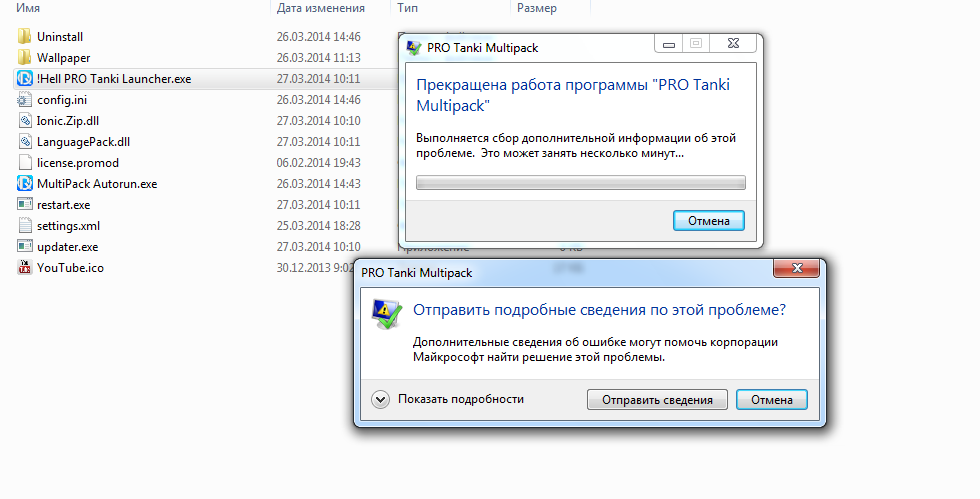 Имя Дата изменения Тип Размер
Uninstall 26.03.2014 14:46
Wallpaper 26.03.2014 11:13
!Hell PRO Tanki Launcher.exe 27.03.2014 10:11
config.ini 26.03.2014 14:46
Ionic.Zip.dll 27.03.2014 10:10
LanguagePack.dll 27.03.2014 10:11
license.promod 06.02.2014 19:43
MultiPack Autorun.exe 26.03.2014 14:43
restart.exe 27.03.2014 10:11
settings.xml 25.03.2014 18:28
updater.exe 27.03.2014 10:10
YouTube.ico 30.12.2013 9:02
PRO Tanki Multipack
Прекращена работа программы "PRO Tanki
Multipack"
Выполняется сбор дополнительной информации об этой
проблеме. Это может занять несколько минут...
Отмена
PRO Tanki Multipack
Отправить подробные сведения по этой проблеме?
Дополнительные сведения об ошибке могут помочь корпорации
Майкрософт найти решение этой проблемы.
Показать подробности Отправить сведения Отмена